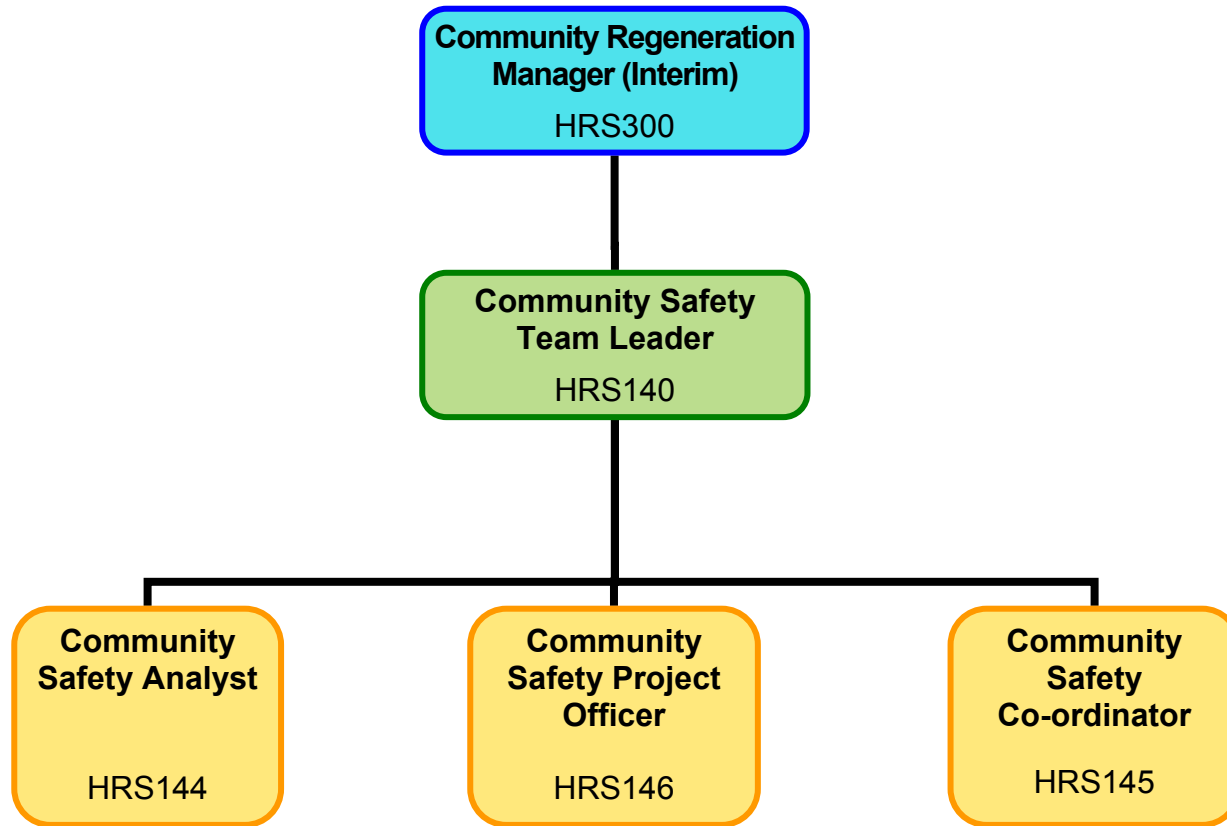 Community Regeneration
Manager (Interim)
HRS300
Community Safety
Team Leader
HRS140
Community
Safety Analyst
HRS144
Community
Safety Project
Officer
HRS146
Community
Safety
Co-ordinator
HRS145